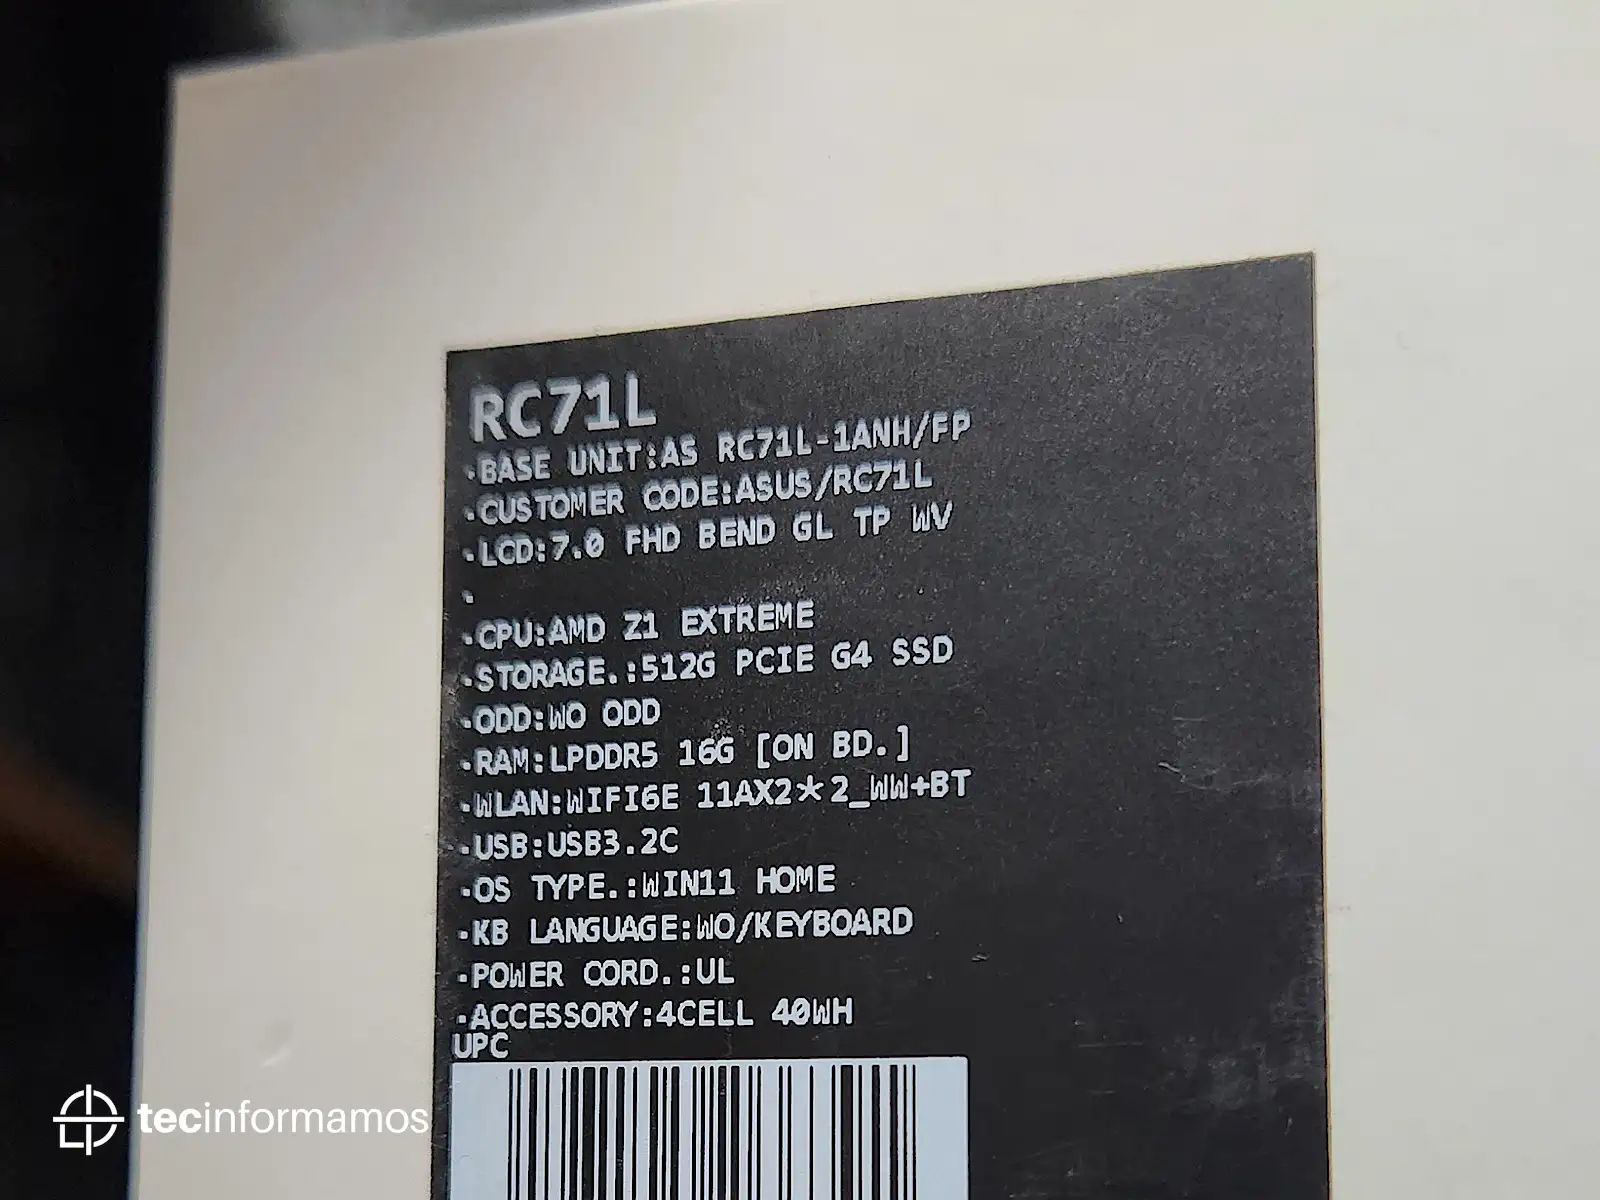 RC71L
·BASE UNIT:AS RC71L-1ANH/FP
·CUSTOMER CODE:ASUS/RC71L
·LCD:7.0 FHD BEND GL TP WV
·
·CPU:AMD Z1 EXTREME
·STORAGE.:512G PCIE G4 SSD
·ODD:WO ODD
·RAM:LPDDR5 16G [ON BD.]
·WLAN:WIFI6E 11AX2*2_WW+BT
·USB:USB3.2C
·OS TYPE.:WIN11 HOME
·KB LANGUAGE:WO/KEYBOARD
·POWER CORD.:UL
·ACCESSORY:4CELL 40WH
UPC
tecinformamos